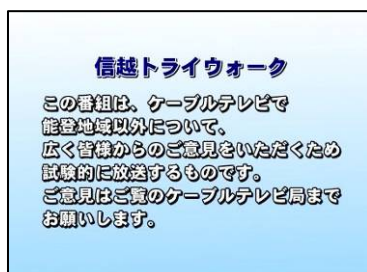 信越トライウォーク
この番組は、ケーブルテレビで
能登地域以外について、
広く皆様からのご意見をいただくため
試験的に放送するものです。
ご意見はご覧のケーブルテレビ局まで
お願いします。